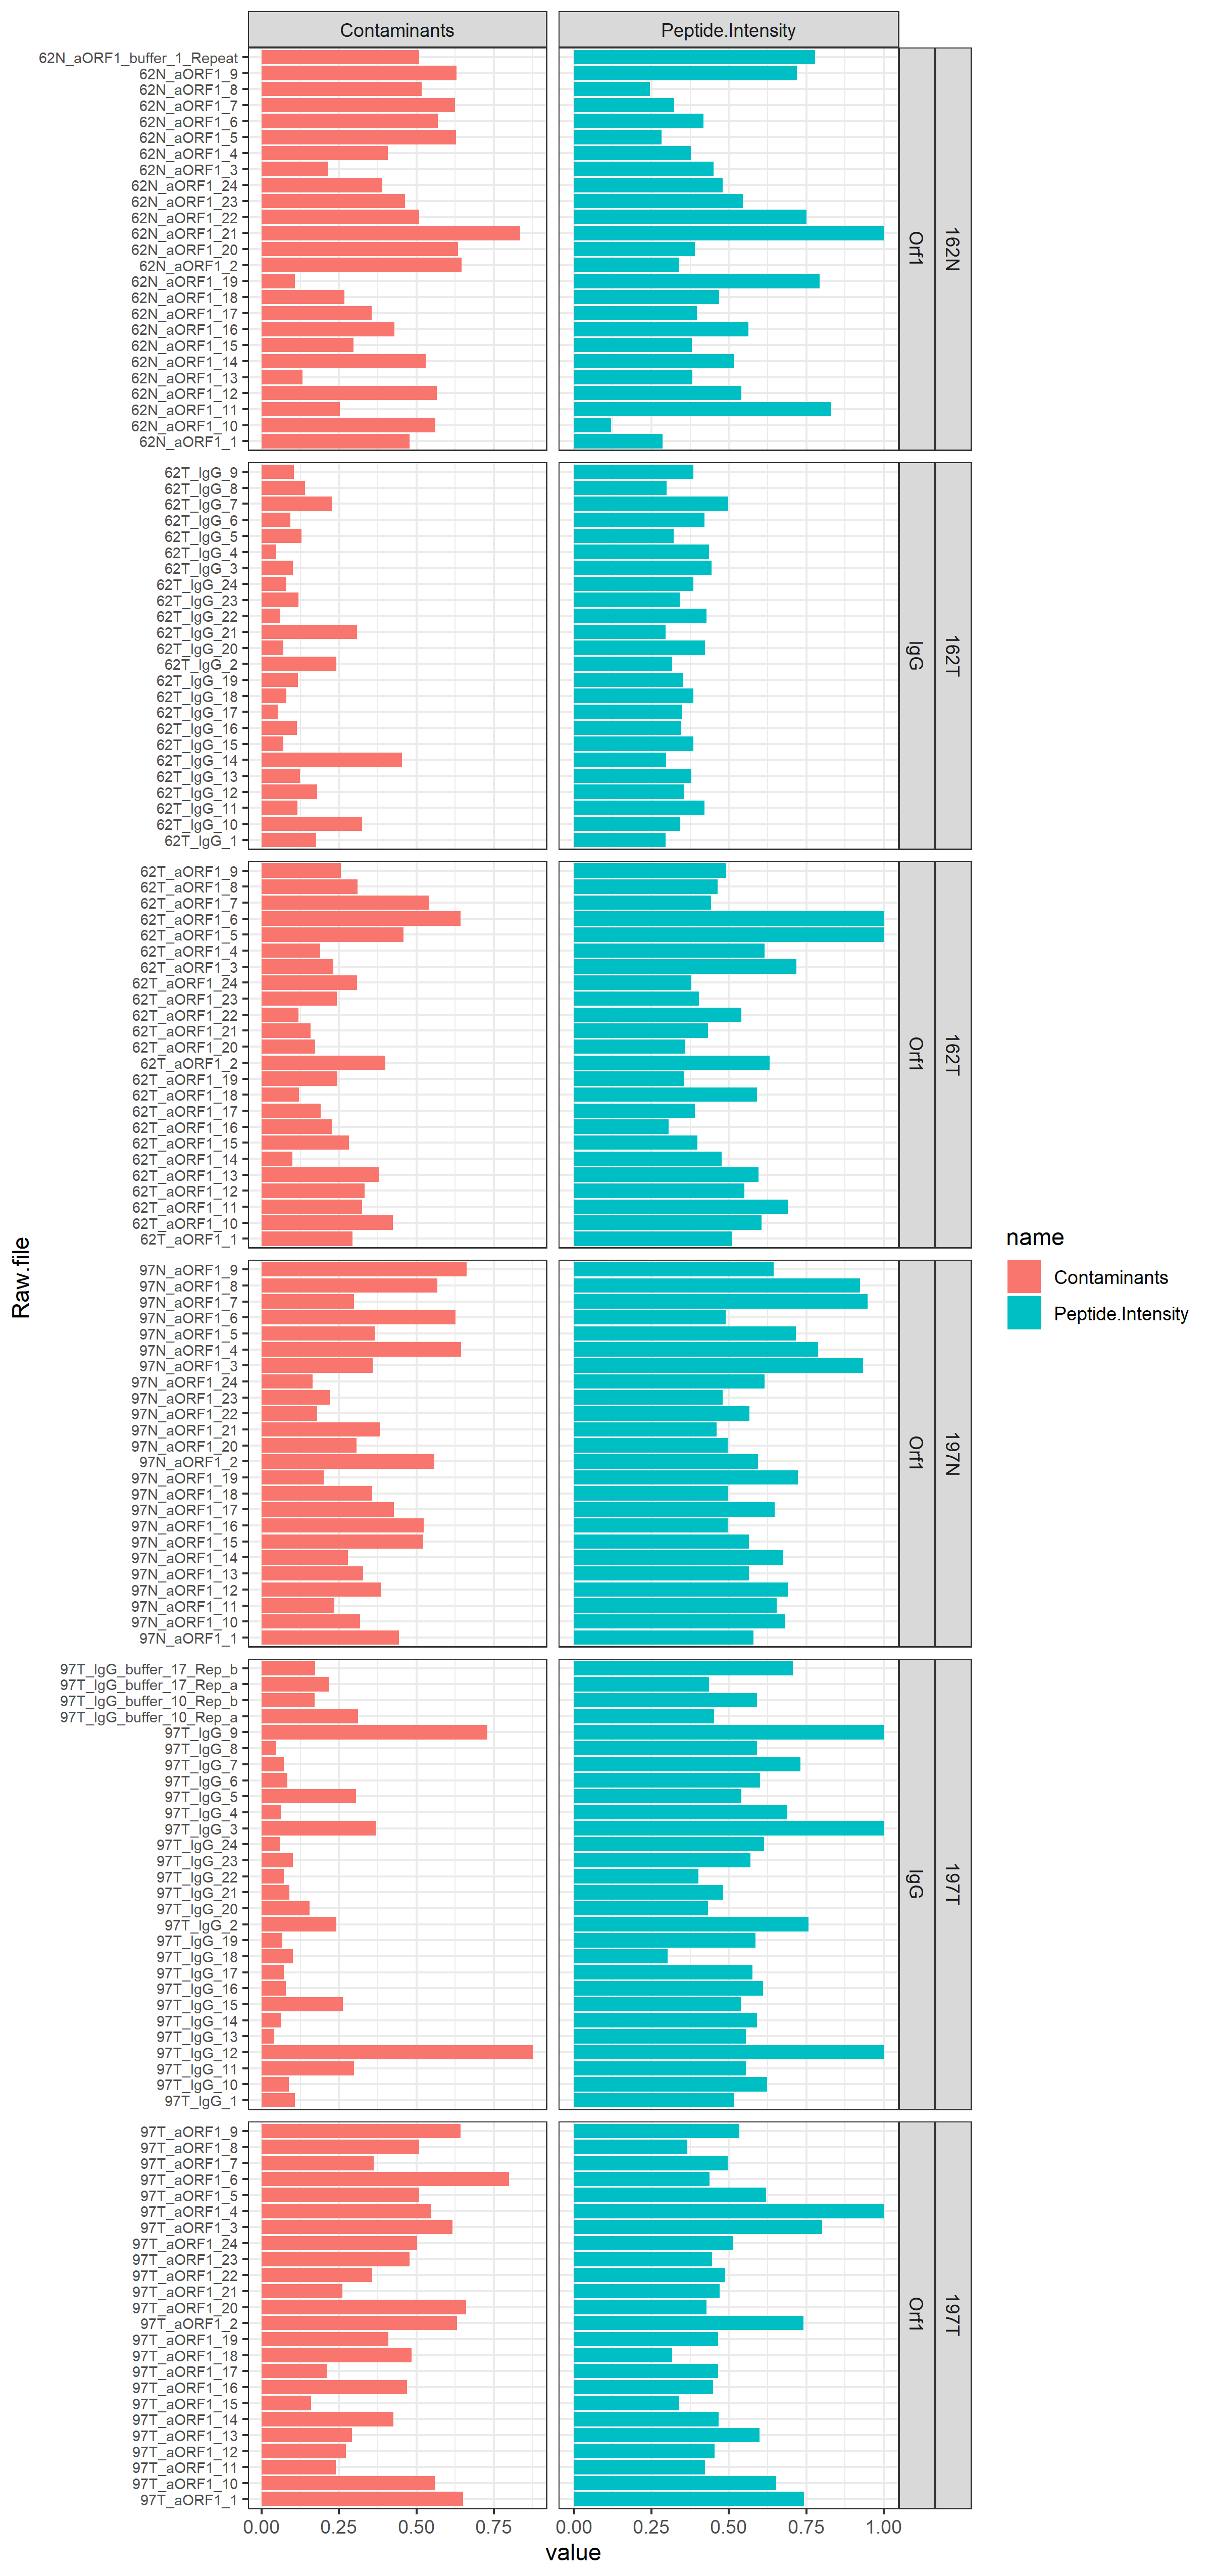 Contaminants
Peptide.Intensity
62N_aORF1_buffer_1_Repeat
62N_aORF1_9
62N_aORF1_8
62N_aORF1_7
62N_aORF1_6
62N_aORF1_5
62N_aORF1_4
62N_aORF1_3
62N_aORF1_24
62N_aORF1_23
62N_aORF1_22
62N_aORF1_21
62N_aORF1_20
62N_aORF1_2
62N_aORF1_19
62N_aORF1_18
62N_aORF1_17
62N_aORF1_16
62N_aORF1_15
62N_aORF1_14
62N_aORF1_13
62N_aORF1_12
62N_aORF1_11
62N_aORF1_10
62N_aORF1_1
Orf1
162N
62T_IgG_9
62T_IgG_8
62T_IgG_7
62T_IgG_6
62T_IgG_5
62T_IgG_4
62T_IgG_3
62T_IgG_24
62T_IgG_23
62T_IgG_22
62T_IgG_21
62T_IgG_20
62T_IgG_2
62T_IgG_19
62T_IgG_18
62T_IgG_17
62T_IgG_16
62T_IgG_15
62T_IgG_14
62T_IgG_13
62T_IgG_12
62T_IgG_11
62T_IgG_10
62T_IgG_1
IgG
162T
62T_aORF1_9
62T_aORF1_8
62T_aORF1_7
62T_aORF1_6
62T_aORF1_5
62T_aORF1_4
62T_aORF1_3
62T_aORF1_24
62T_aORF1_23
62T_aORF1_22
62T_aORF1_21
62T_aORF1_20
62T_aORF1_2
62T_aORF1_19
62T_aORF1_18
62T_aORF1_17
62T_aORF1_16
62T_aORF1_15
62T_aORF1_14
62T_aORF1_13
62T_aORF1_12
62T_aORF1_11
62T_aORF1_10
62T_aORF1_1
Orf1
162T
97N_aORF1_9
97N_aORF1_8
97N_aORF1_7
97N_aORF1_6
97N_aORF1_5
97N_aORF1_4
97N_aORF1_3
97N_aORF1_24
97N_aORF1_23
97N_aORF1_22
97N_aORF1_21
97N_aORF1_20
97N_aORF1_2
97N_aORF1_19
97N_aORF1_18
97N_aORF1_17
97N_aORF1_16
97N_aORF1_15
97N_aORF1_14
97N_aORF1_13
97N_aORF1_12
97N_aORF1_11
97N_aORF1_10
97N_aORF1_1
Orf1
197N
97T_IgG_buffer_17_Rep_b
97T_IgG_buffer_17_Rep_a
97T_IgG_buffer_10_Rep_b
97T_IgG_buffer_10_Rep_a
97T_IgG_9
97T_IgG_8
97T_IgG_7
97T_IgG_6
97T_IgG_5
97T_IgG_4
97T_IgG_3
97T_IgG_24
97T_IgG_23
97T_IgG_22
97T_IgG_21
97T_IgG_20
97T_IgG_2
97T_IgG_19
97T_IgG_18
97T_IgG_17
97T_IgG_16
97T_IgG_15
97T_IgG_14
97T_IgG_13
97T_IgG_12
97T_IgG_11
97T_IgG_10
97T_IgG_1
IgG
197T
97T_aORF1_9
97T_aORF1_8
97T_aORF1_7
97T_aORF1_6
97T_aORF1_5
97T_aORF1_4
97T_aORF1_3
97T_aORF1_24
97T_aORF1_23
97T_aORF1_22
97T_aORF1_21
97T_aORF1_20
97T_aORF1_2
97T_aORF1_19
97T_aORF1_18
97T_aORF1_17
97T_aORF1_16
97T_aORF1_15
97T_aORF1_14
97T_aORF1_13
97T_aORF1_12
97T_aORF1_11
97T_aORF1_10
97T_aORF1_1
Orf1
197T
0.00 0.25 0.50 0.75
0.00 0.25 0.50 0.75 1.00
value
Raw.file
name
Contaminants
Peptide.Intensity